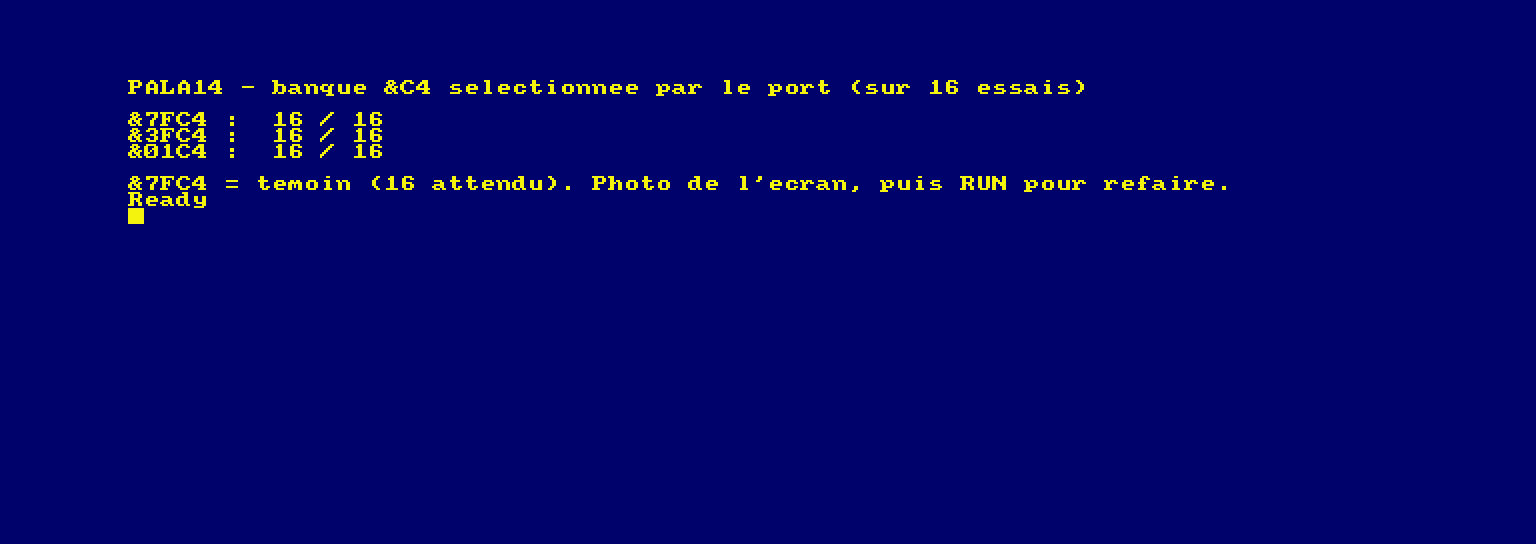 PALA14 - banque &C4 selectionnee par le port (sur 16 essais)
&7FC4 :  16 / 16
&3FC4 :  16 / 16
&01C4 :  16 / 16
&7FC4 = temoin (16 attendu). Photo de l'ecran, puis RUN pour refaire.
Ready